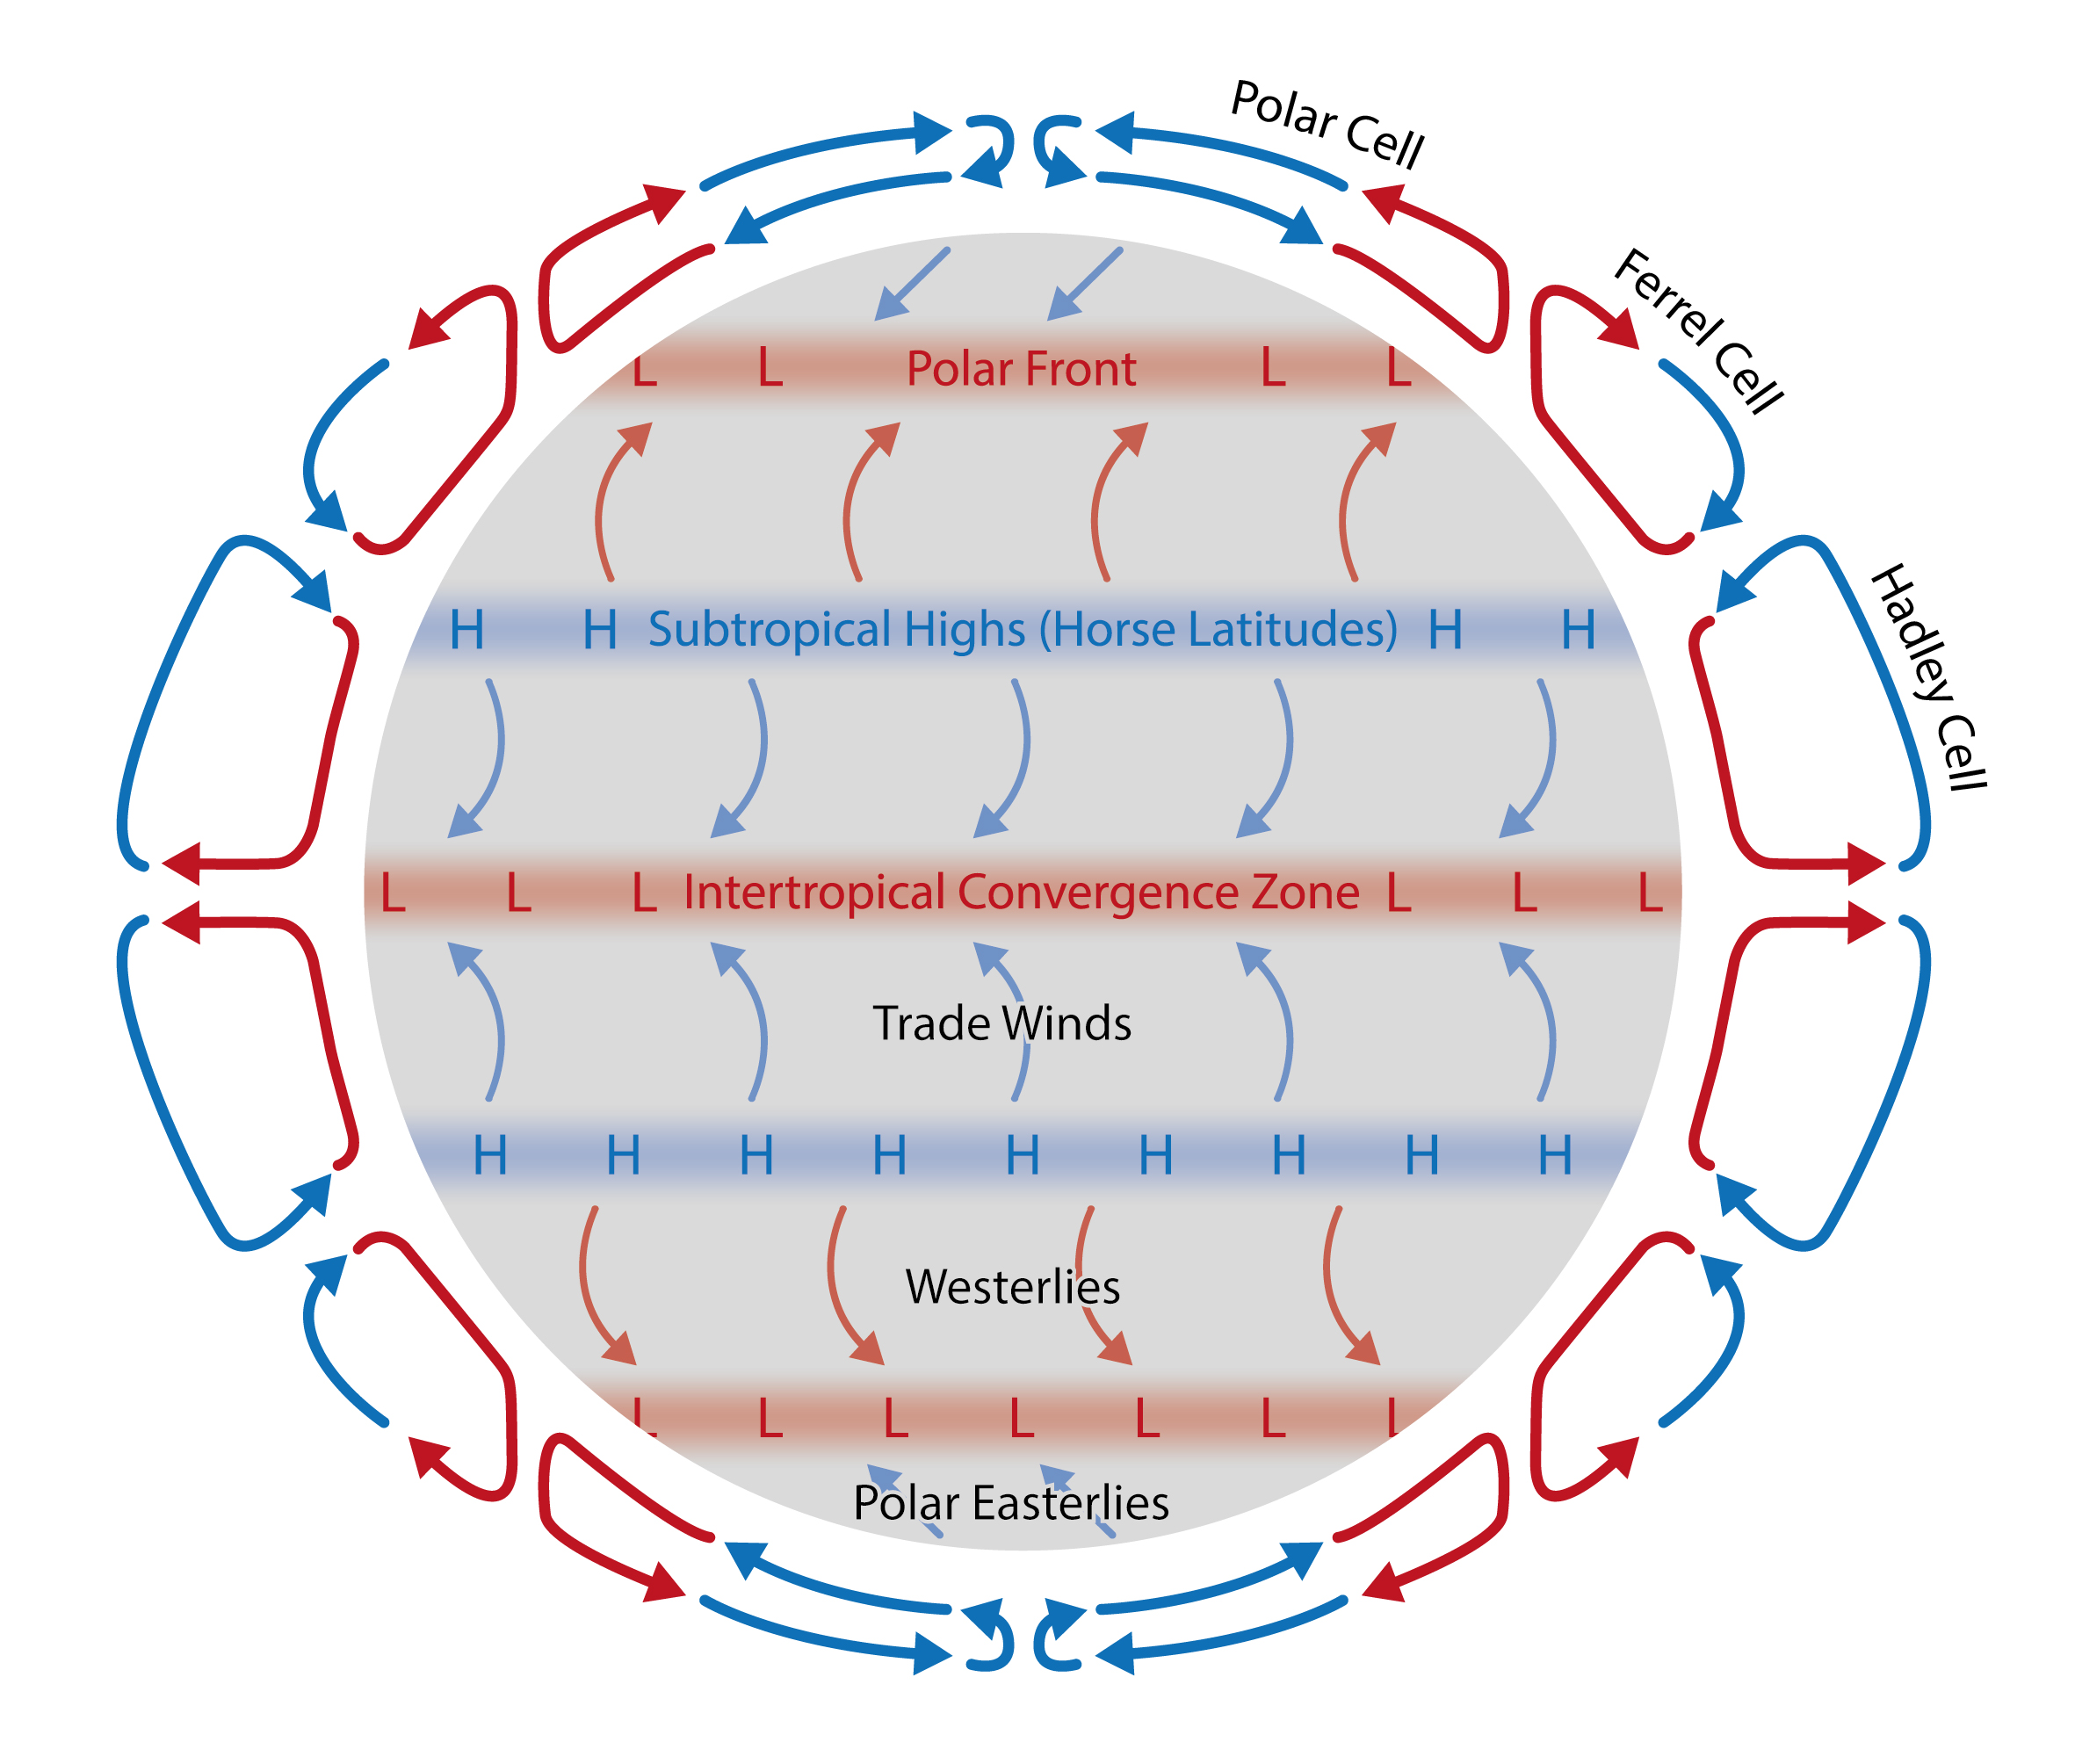 Polar Cell
Ferrel Cell
L L Polar Front L L
H H Subtropical Highs (Horse Latitudes) H H
Hadley Cell
L L L Intertropical Convergence Zone L L L
Trade Winds
H H H H H H H H H
Westerlies
L L L L L L L
Polar Easterlies